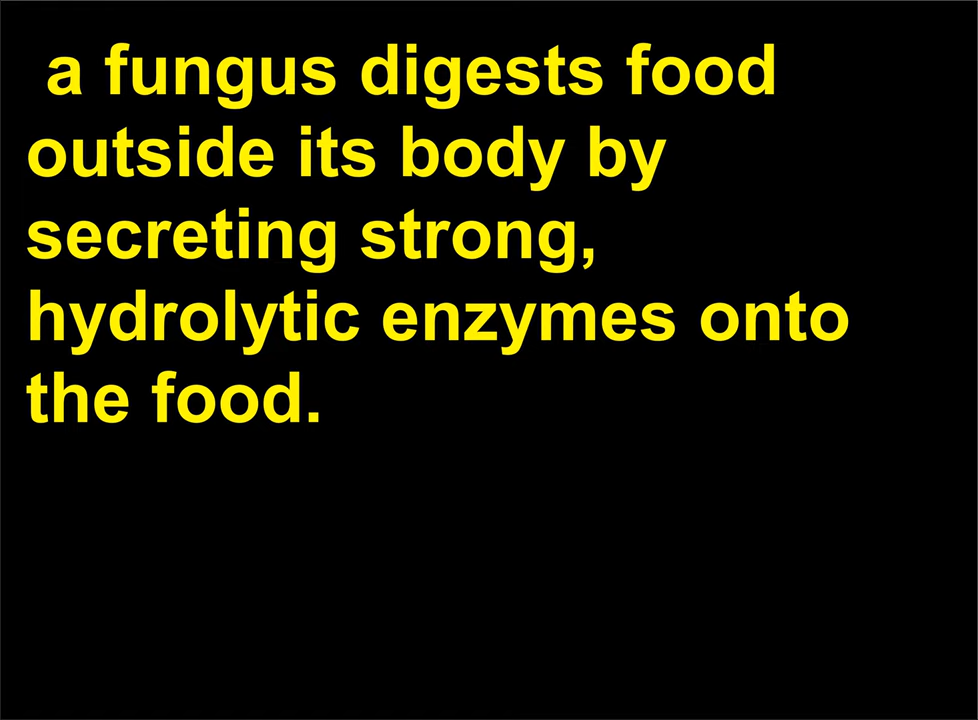 a fungus digests food
outside its body by
secreting strong,
hydrolytic enzymes onto
the food.